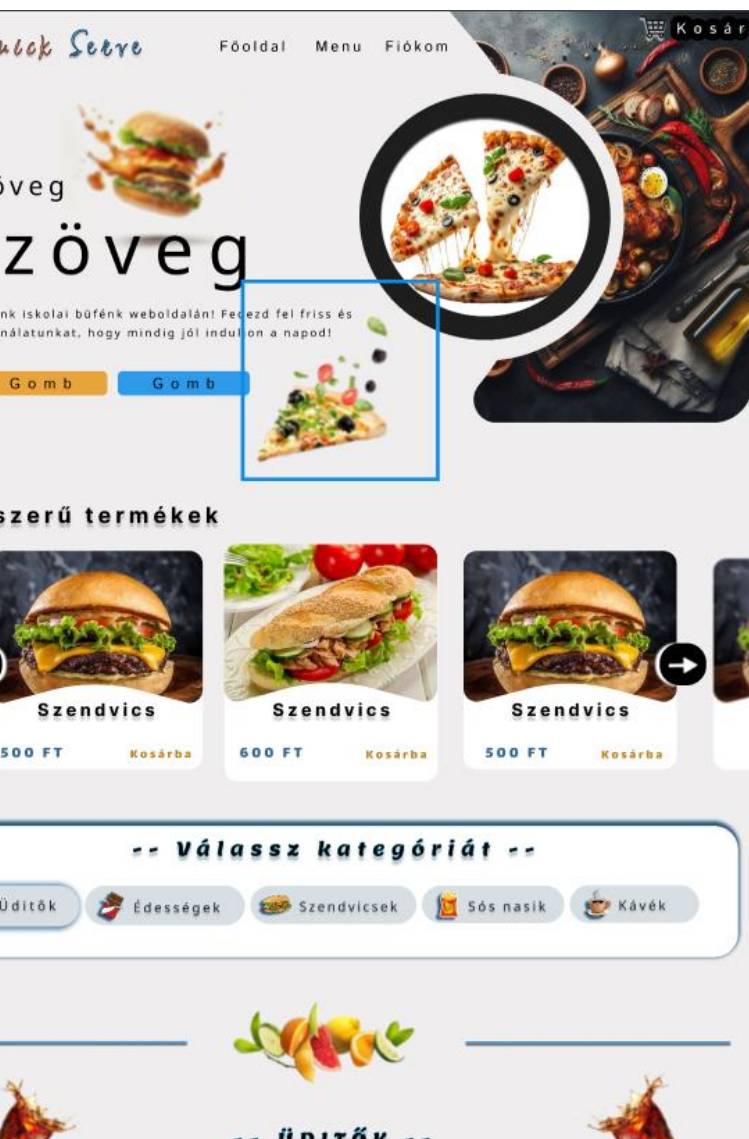 uick Serve
Főoldal Menu Fiókom
Kosár
öveg
zöveg
nk iskolai büfénk weboldalán! Fedezd fel friss és
nálatunkat, hogy mindig jól induljon a napod!
Gomb Gomb
szerű termékek
Szendvics Szendvics Szendvics
500 FT Kosárba 600 FT Kosárba 500 FT Kosárba
-- Válassz kategóriát --
Üditők Édességek Szendvicsek Sós nasik Kávék
-- ÜDITŐK --